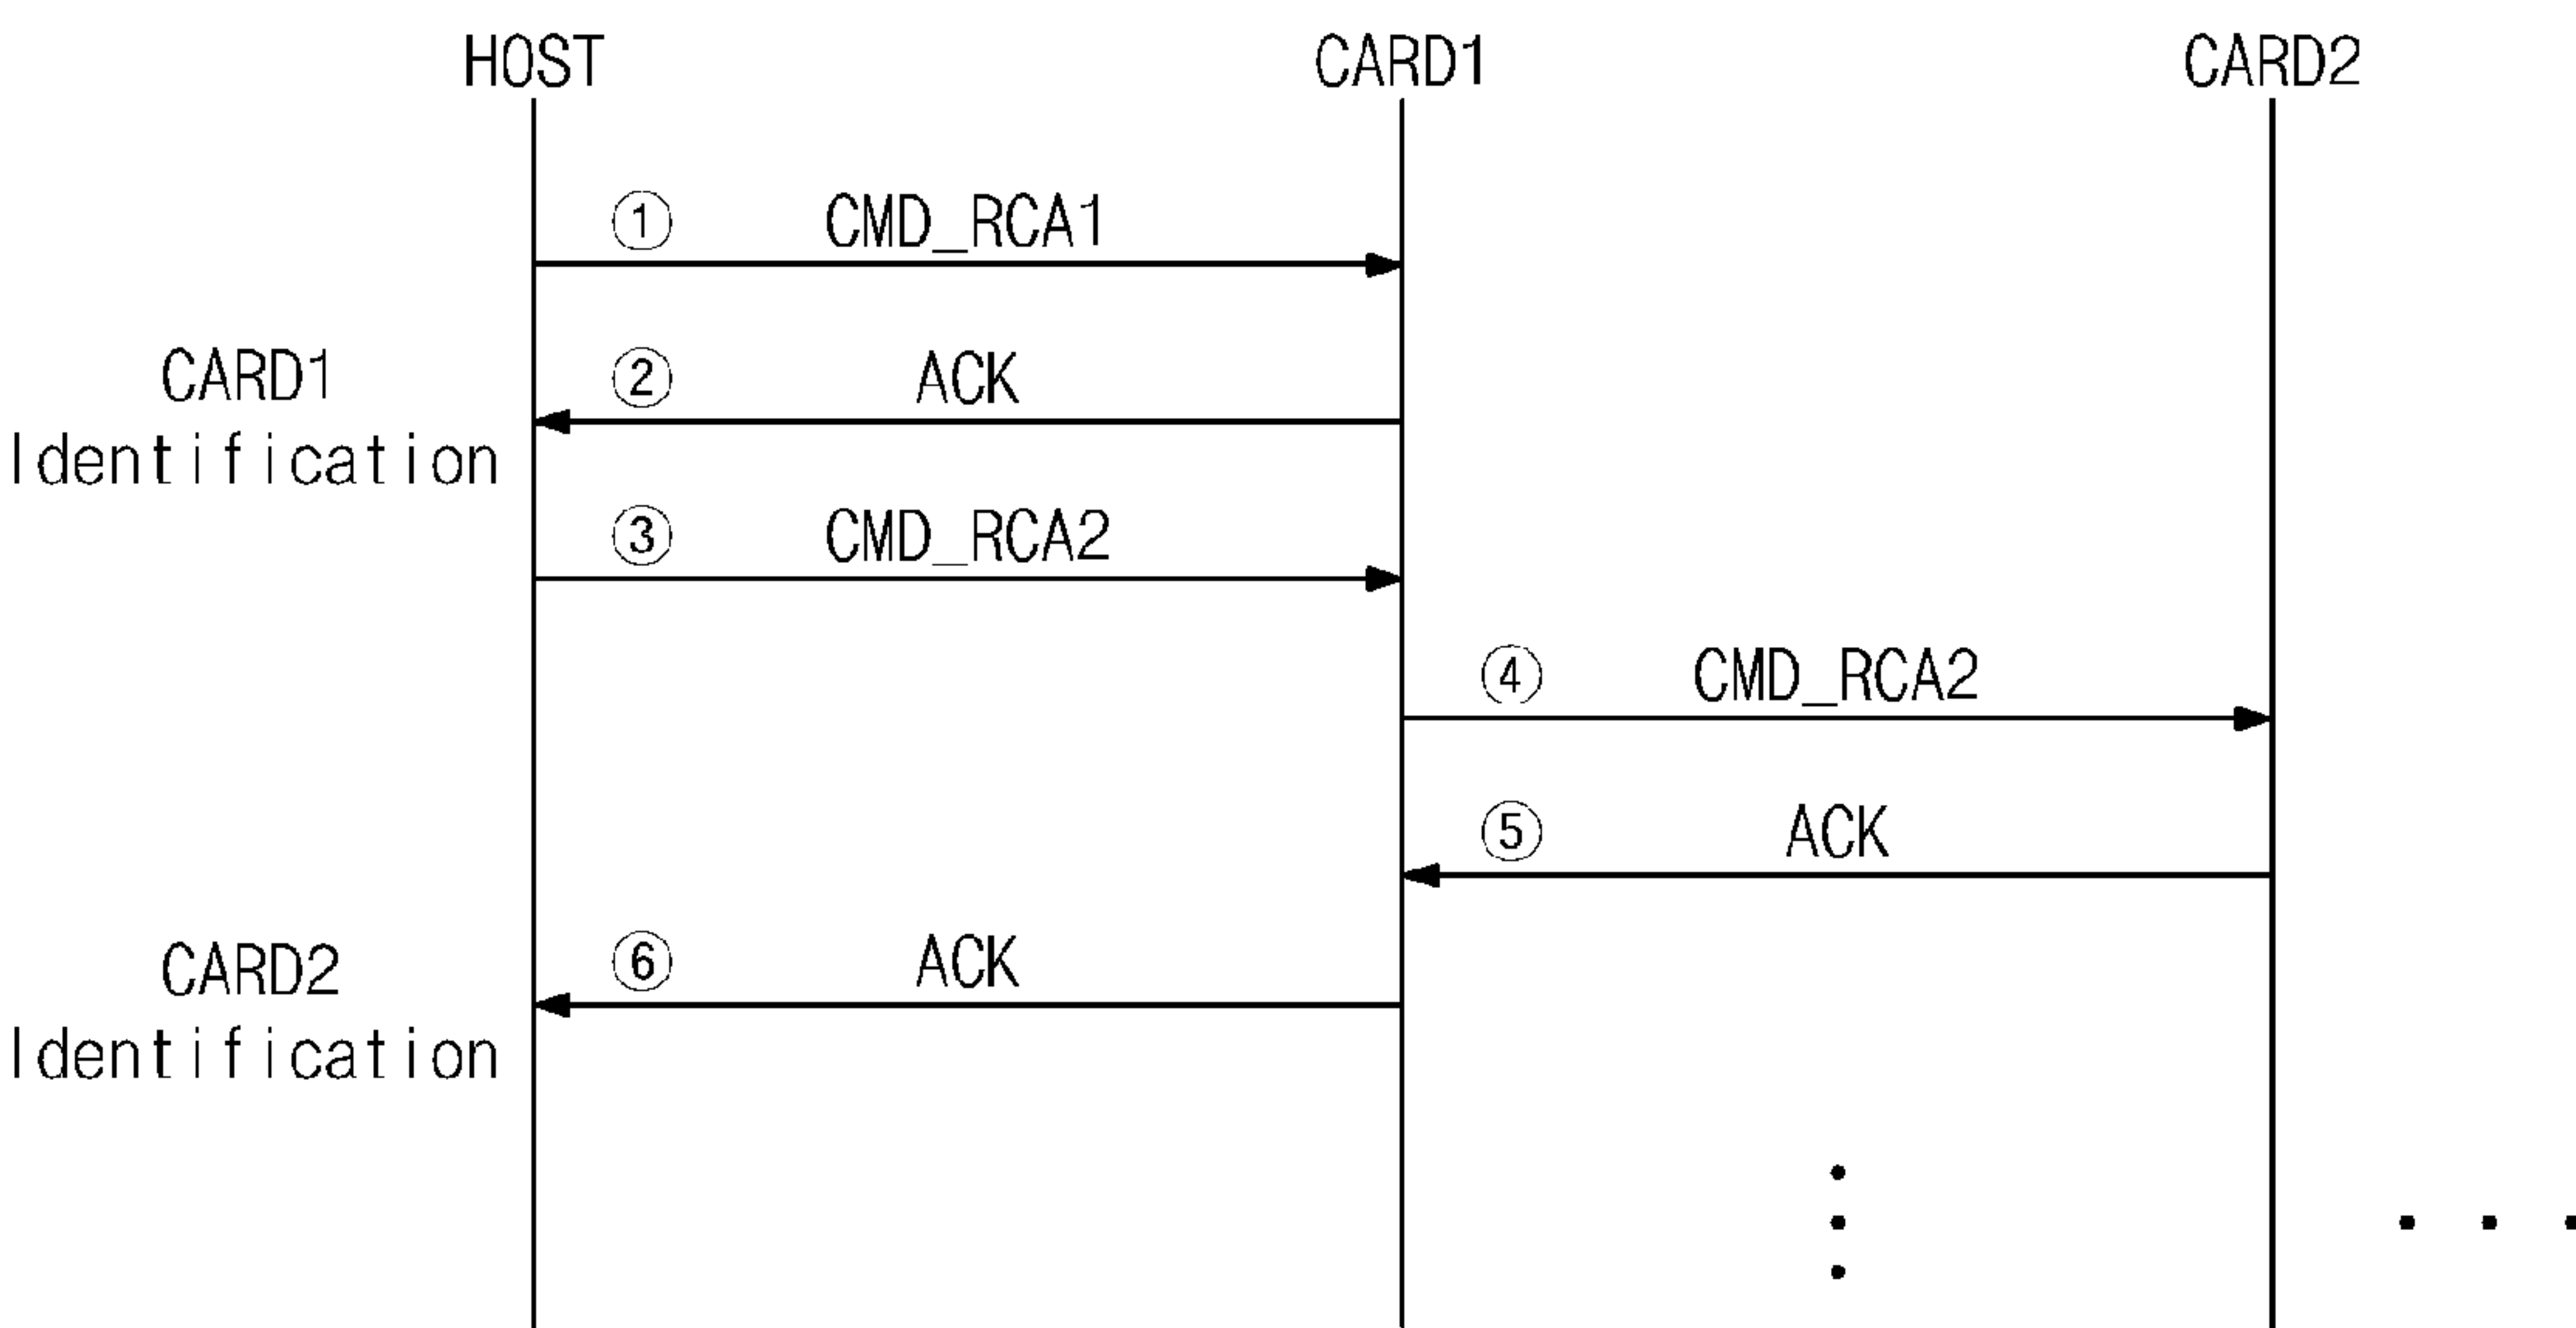 HOST CARD1 CARD2
① CMD_RCA1
CARD1
Identification
② ACK
③ CMD_RCA2
④ CMD_RCA2
⑤ ACK
CARD2
Identification
⑥ ACK